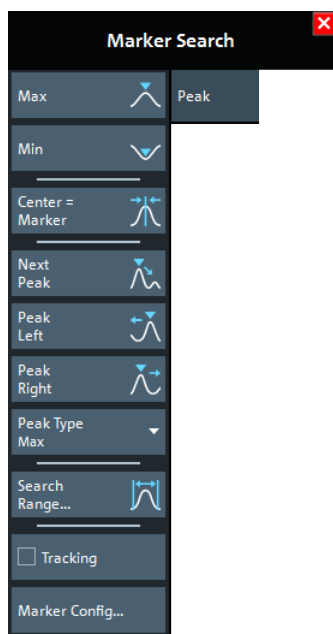 Marker Search
Max
Peak
Min
Center =
Marker
Next
Peak
Peak
Left
Peak
Right
Peak Type
Max
Search
Range...
Tracking
Marker Config...